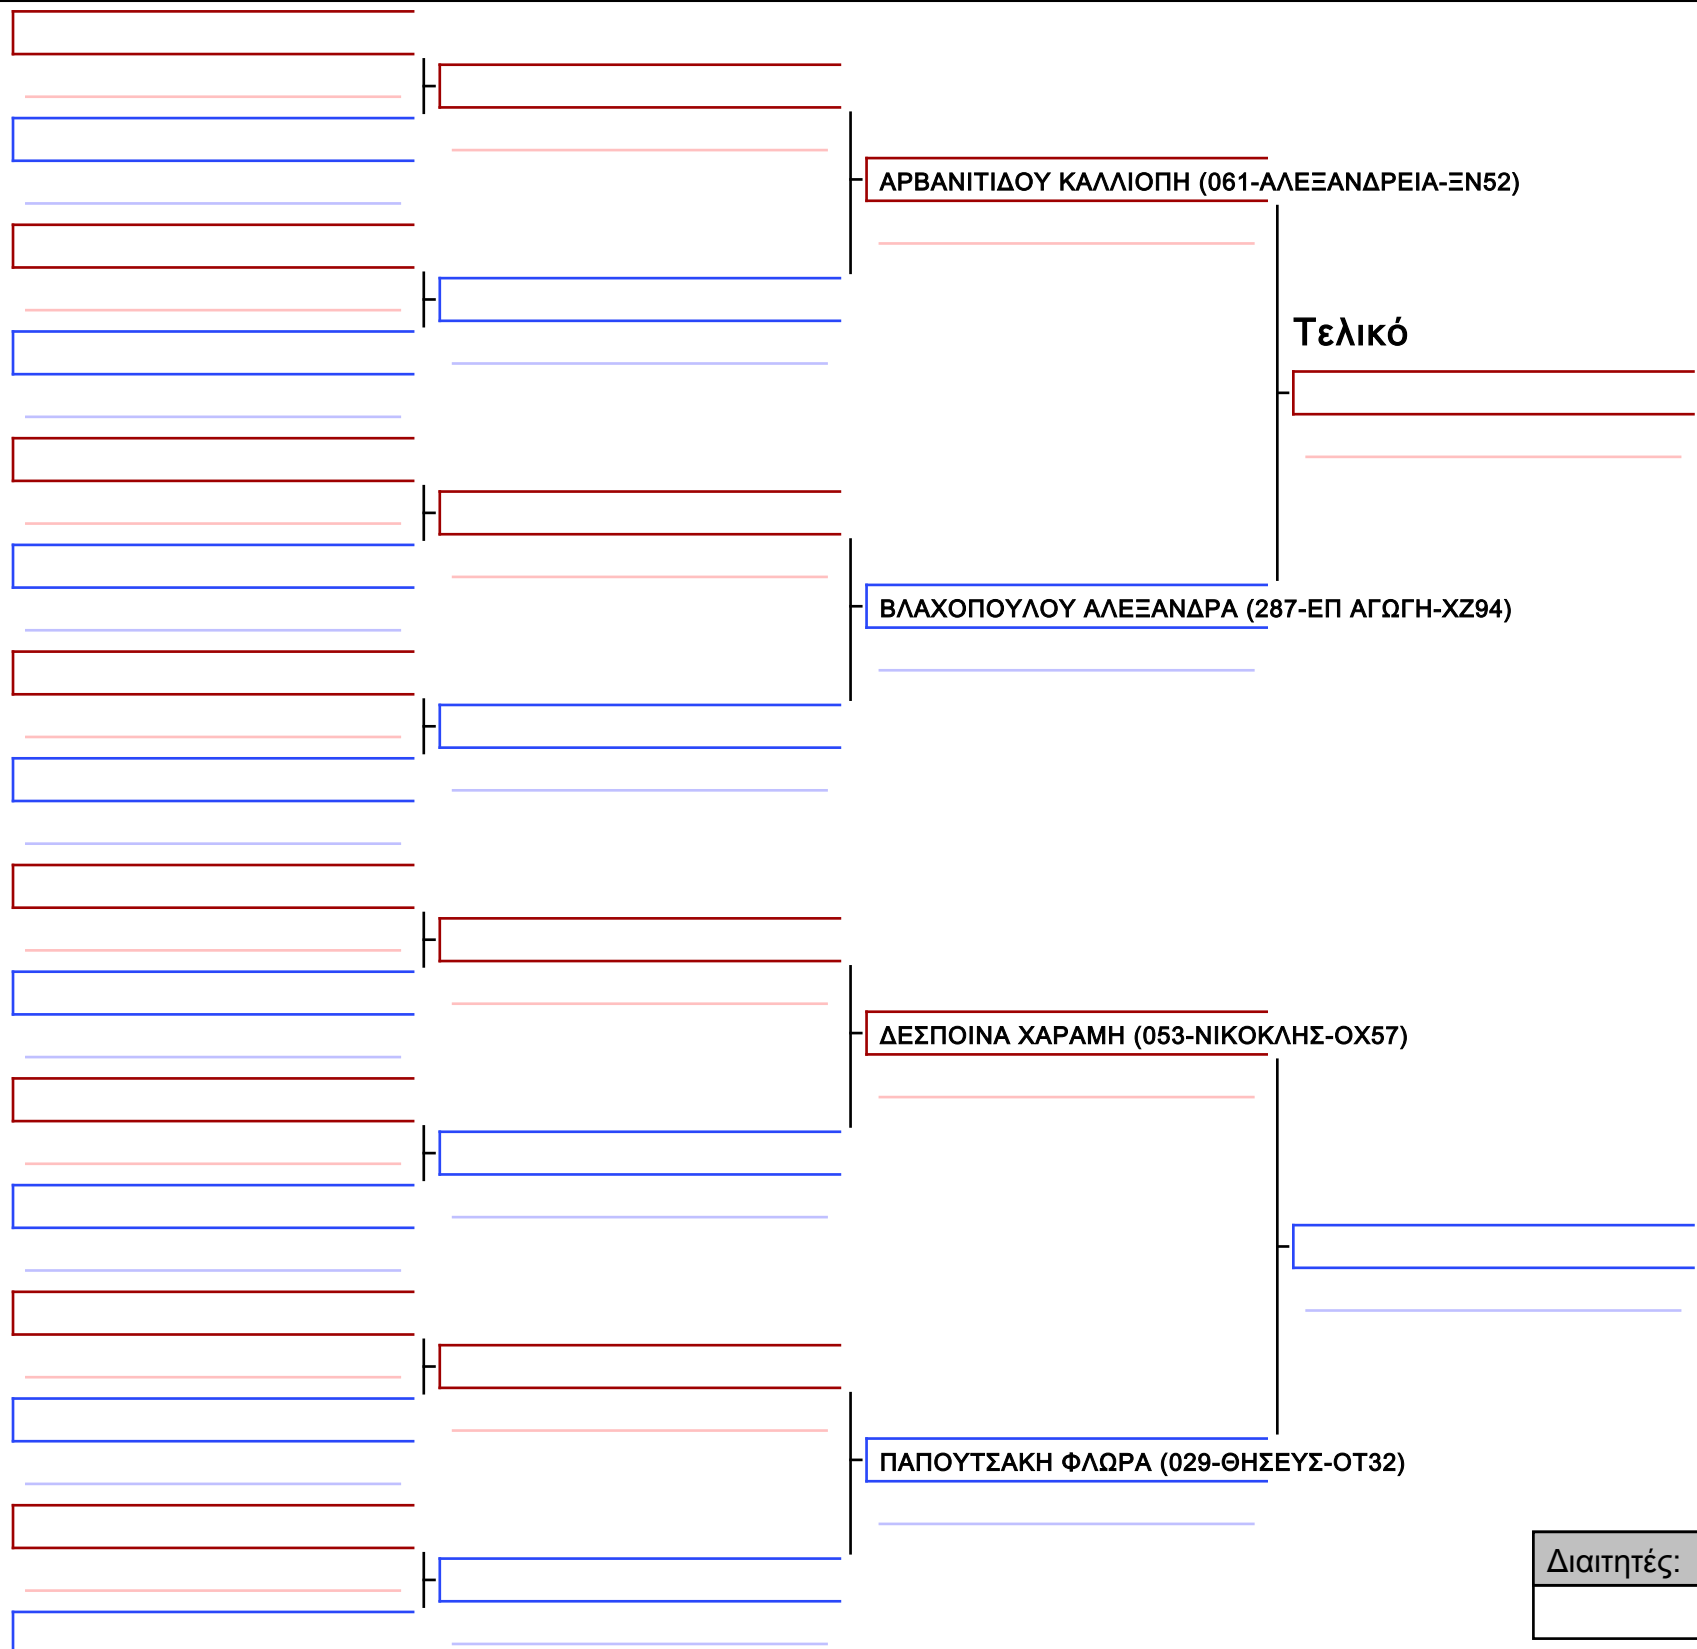 ΑΡΒΑΝΙΤΙΔΟΥ ΚΑΛΛΙΟΠΗ (061-ΑΛΕΞΑΝΔΡΕΙΑ-ΞΝ52)
Τελικό
ΒΛΑΧΟΠΟΥΛΟΥ ΑΛΕΞΑΝΔΡΑ (287-ΕΠ ΑΓΩΓΗ-ΧΖ94)
ΔΕΣΠΟΙΝΑ ΧΑΡΑΜΗ (053-ΝΙΚΟΚΛΗΣ-ΟΧ57)
ΠΑΠΟΥΤΣΑΚΗ ΦΛΩΡΑ (029-ΘΗΣΕΥΣ-ΟΤ32)
Διαιτητές: